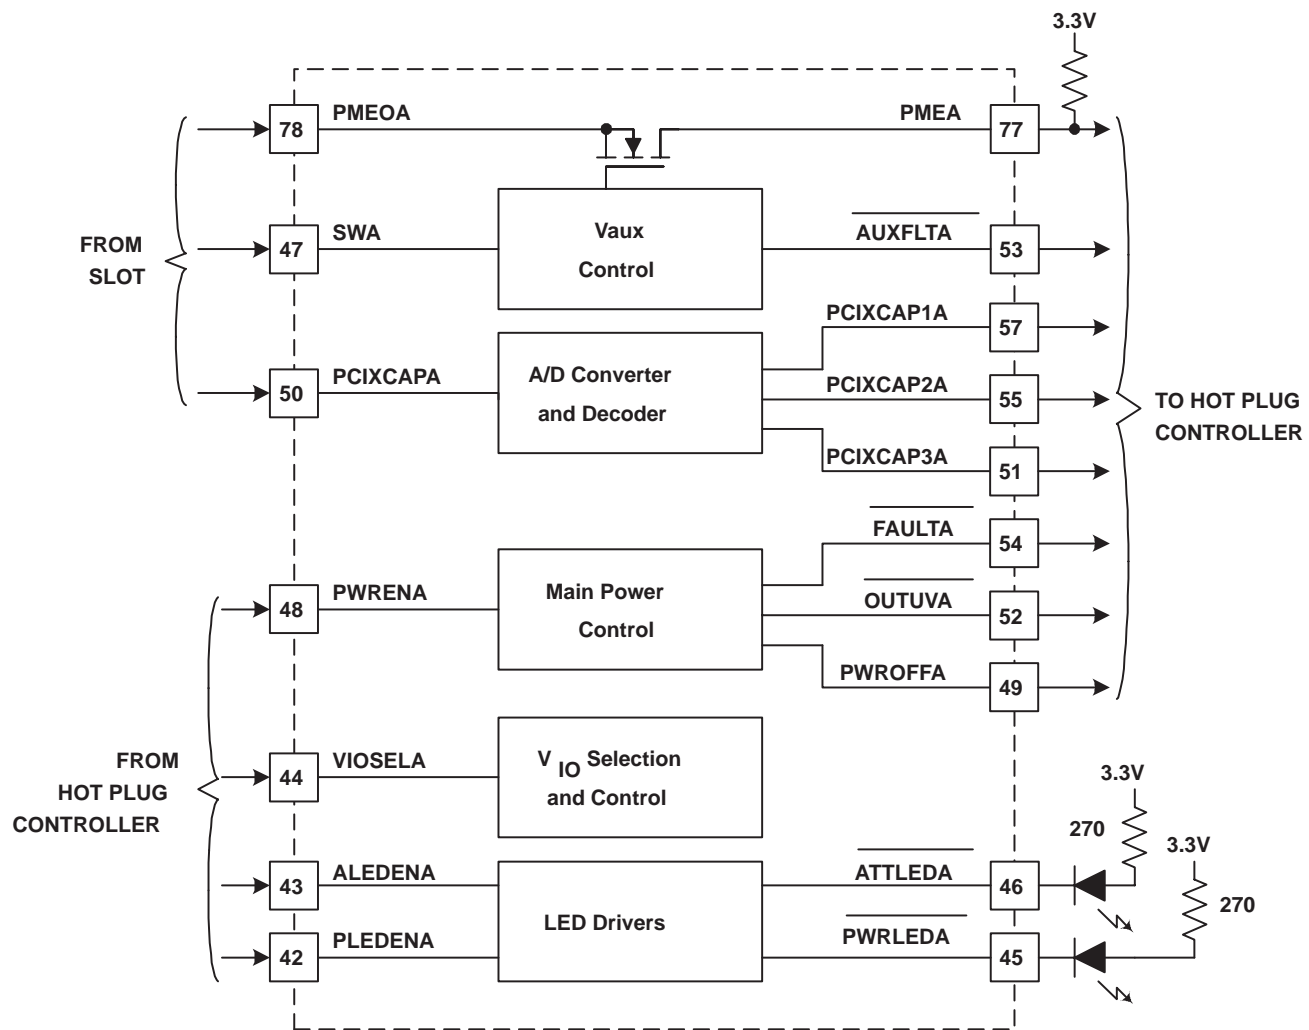 3.3V
78
PMEOA
PMEA
77
FROM
SLOT
47
SWA
Vaux
Control
AUXFLTA
53
PCIXCAP1A
57
50
PCIXCAPA
A/D Converter
and Decoder
PCIXCAP2A
55
PCIXCAP3A
51
TO HOT PLUG
CONTROLLER
FAULTA
54
48
PWRENA
Main Power
Control
OUTUVA
52
PWROFFA
49
FROM
HOT PLUG
CONTROLLER
44
VIOSELA
V IO Selection
and Control
3.3V
270
3.3V
270
43
ALEDENA
LED Drivers
ATTLEDA
46
42
PLEDENA
PWRLEDA
45